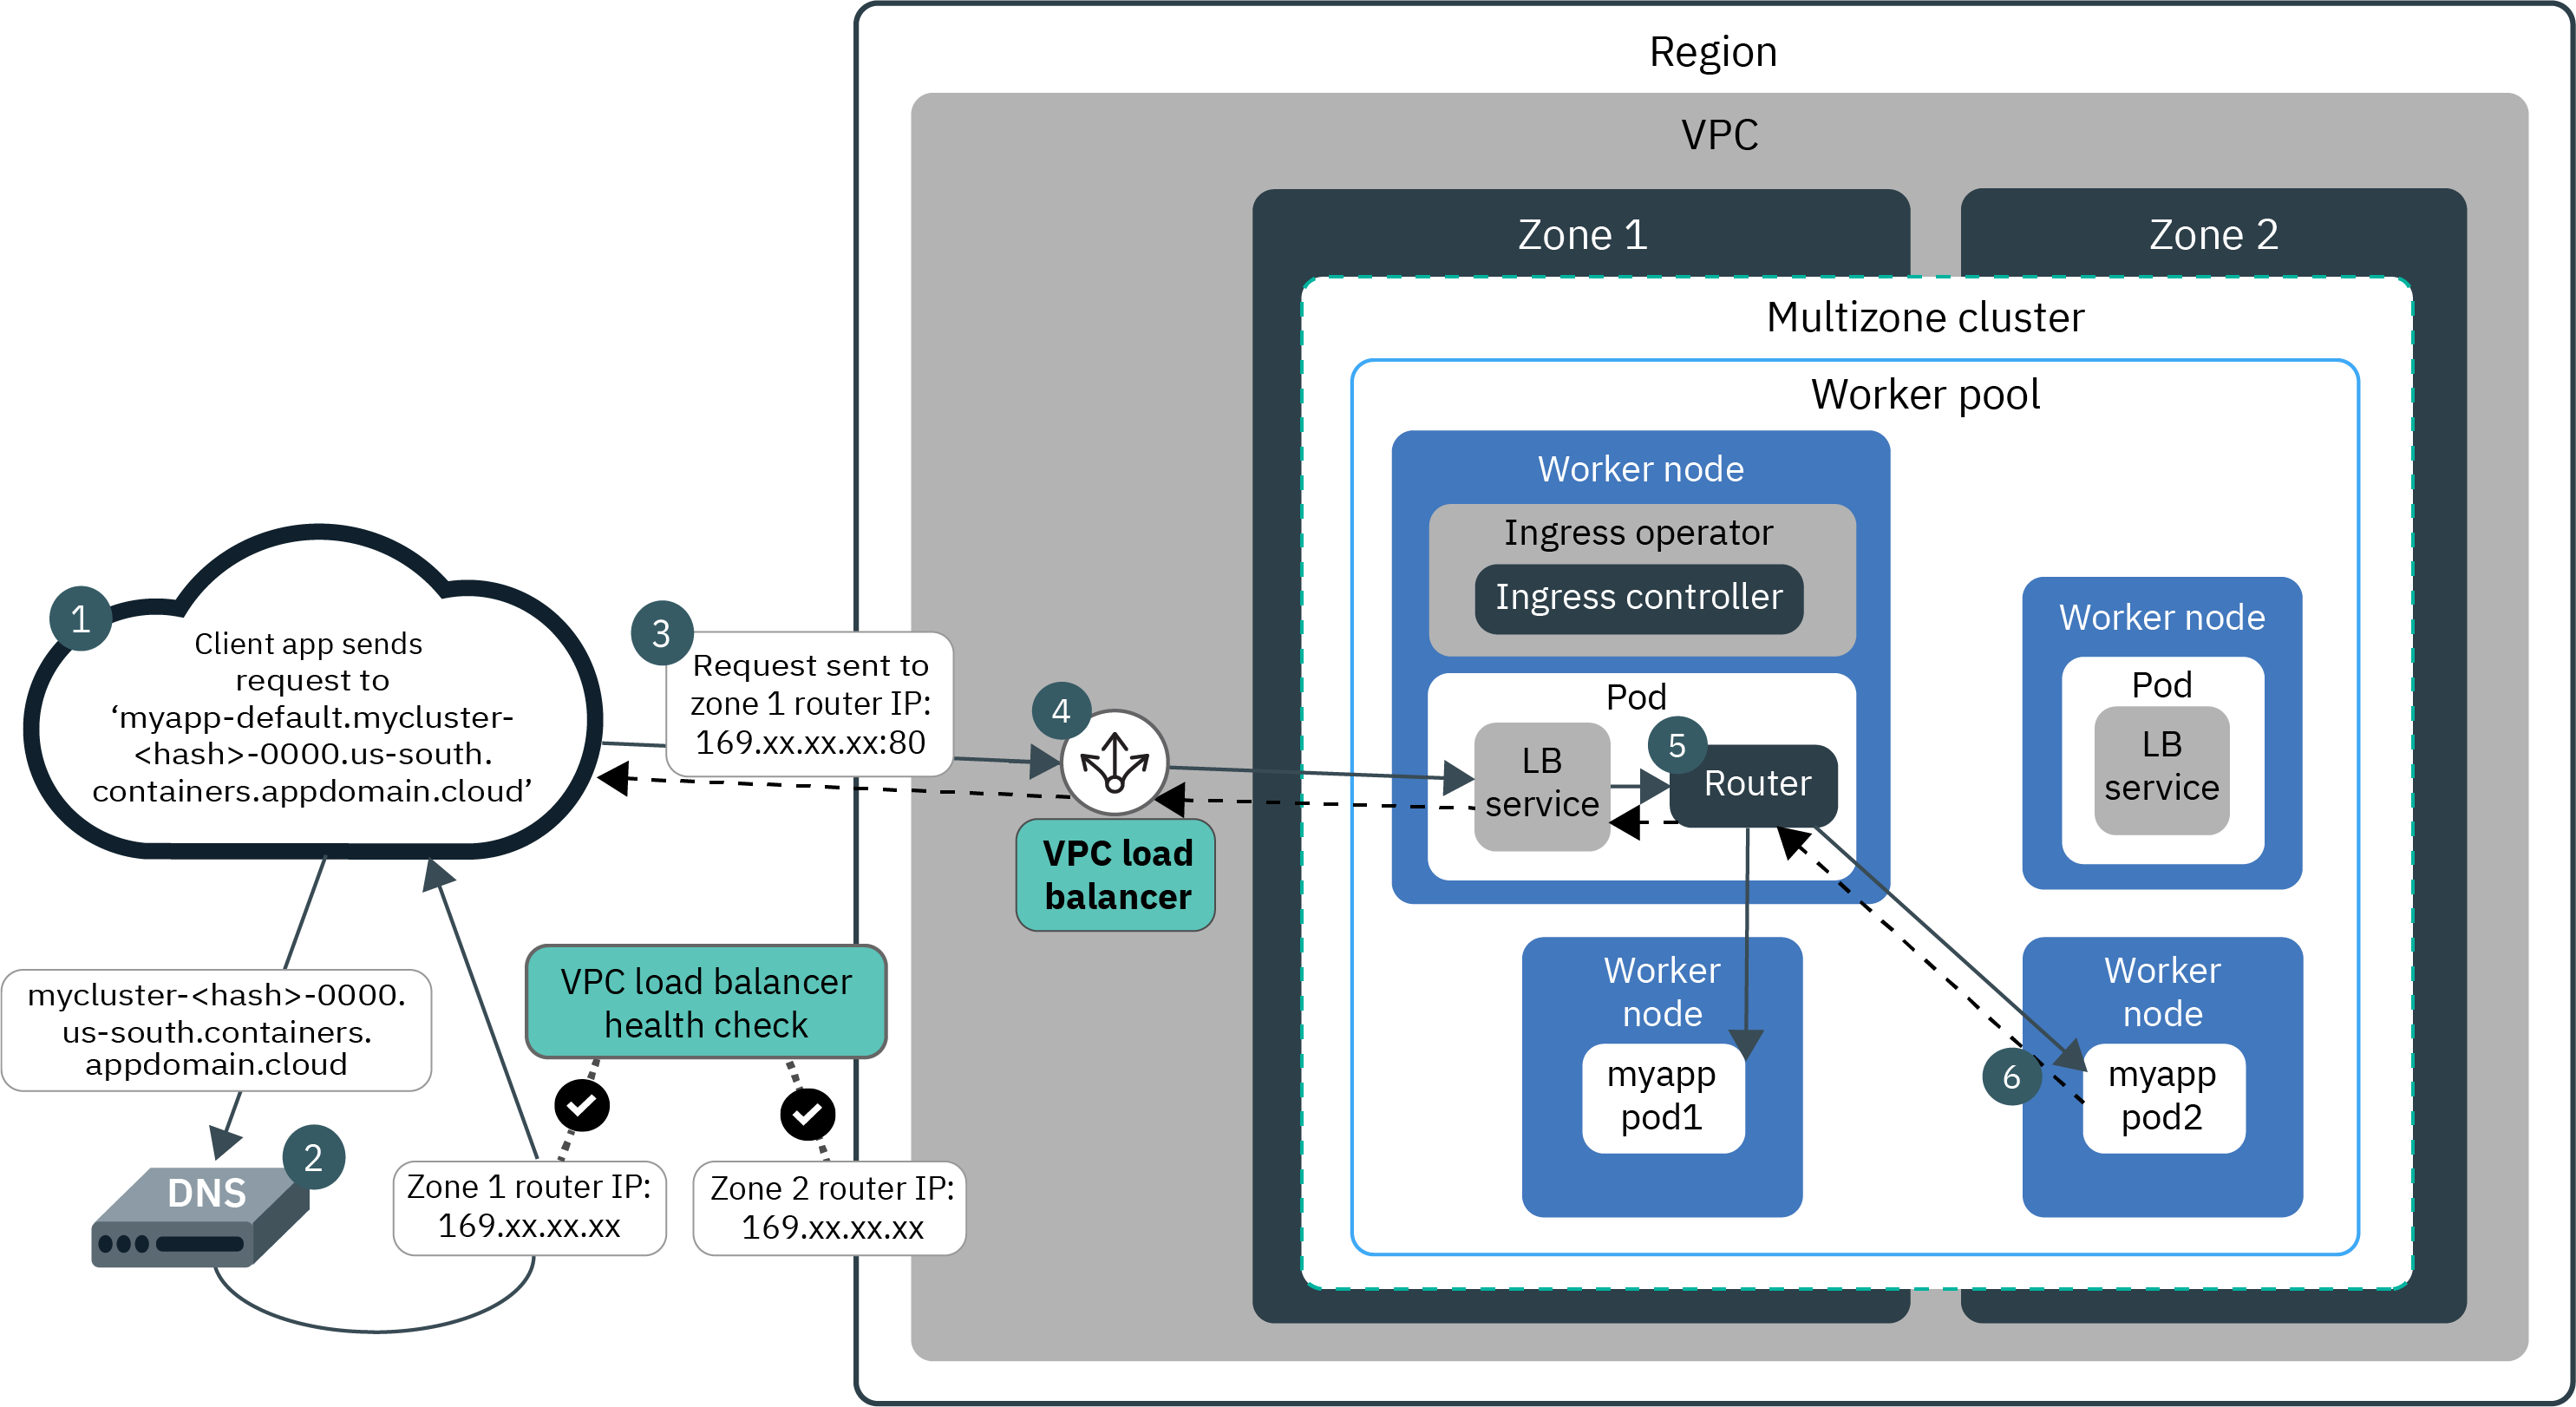 Region
VPC
Zone 1
Zone 2
Multizone cluster
Worker pool
Worker node
Ingress operator
Ingress controller
Pod
LB
service
5
Router
Worker node
Pod
LB
service
Worker
node
myapp
pod1
Worker
node
6
myapp
pod2
1
Client app sends
request to
‘myapp-default.mycluster-
<hash>-0000.us-south.
containers.appdomain.cloud’
3
Request sent to
zone 1 router IP:
169.xx.xx.xx:80
4
VPC load
balancer
mycluster-<hash>-0000.
us-south.containers.
appdomain.cloud
VPC load balancer
health check
2
DNS
Zone 1 router IP:
169.xx.xx.xx
Zone 2 router IP:
169.xx.xx.xx